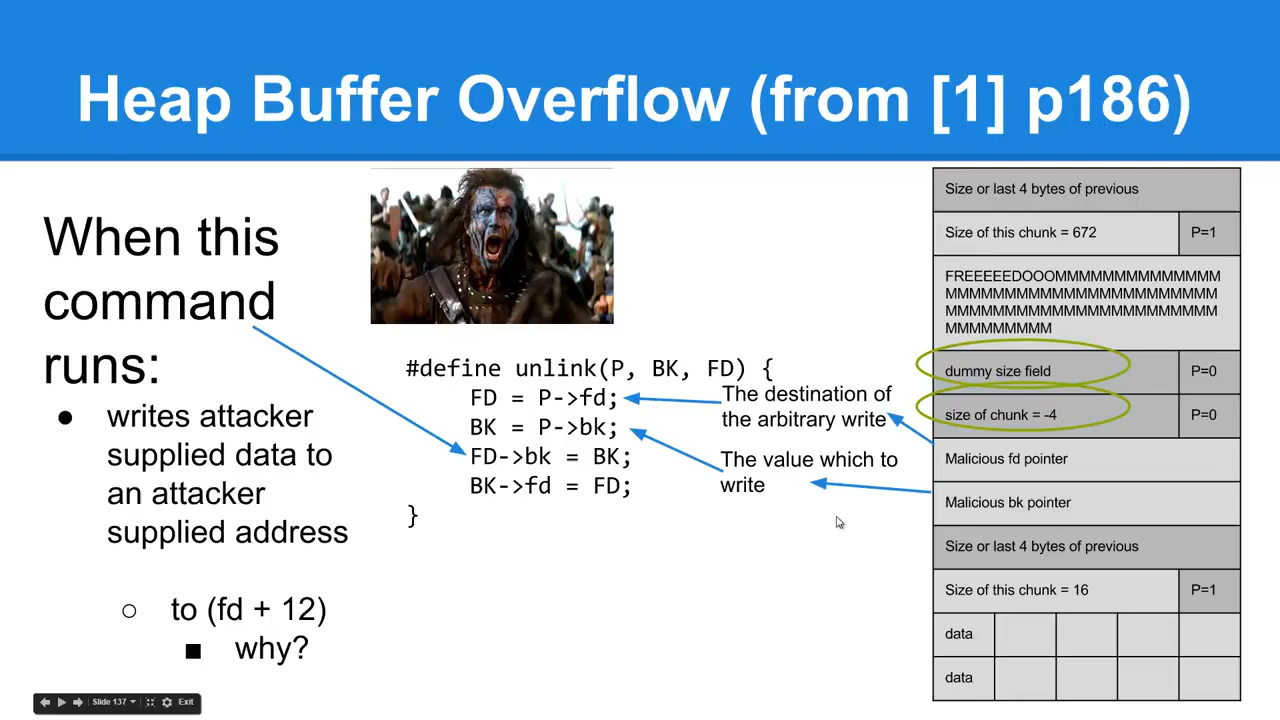 Heap Buffer Overflow (from [1] p186)
When this
command
runs:
● writes attacker
supplied data to
an attacker
supplied address
○ to (fd + 12)
■ why?
#define unlink(P, BK, FD) {
FD = P->fd;
BK = P->bk;
FD->bk = BK;
BK->fd = FD;
}
The destination of
the arbitrary write
The value which to
write
Size or last 4 bytes of previous
Size of this chunk = 672 P=1
FREEEEEDOOOMMMMMMMMMMMMMM
MMMMMMMMMMMMMMMMMMMMMMM
MMMMMMMMMMMMMMMMMMMMMMM
MMMMMMMMM
dummy size field P=0
size of chunk = -4 P=0
Malicious fd pointer
Malicious bk pointer
Size or last 4 bytes of previous
Size of this chunk = 16 P=1
data
data
Slide 137 Exit